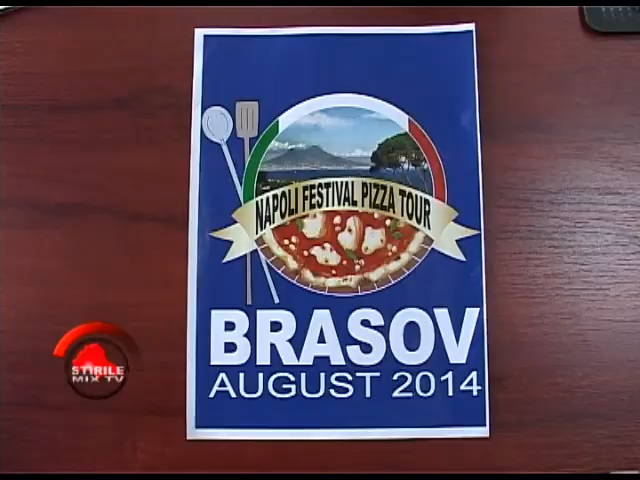 NAPOLI FESTIVAL PIZZA TOUR
BRASOV
AUGUST 2014
STIRILE
MIX TV